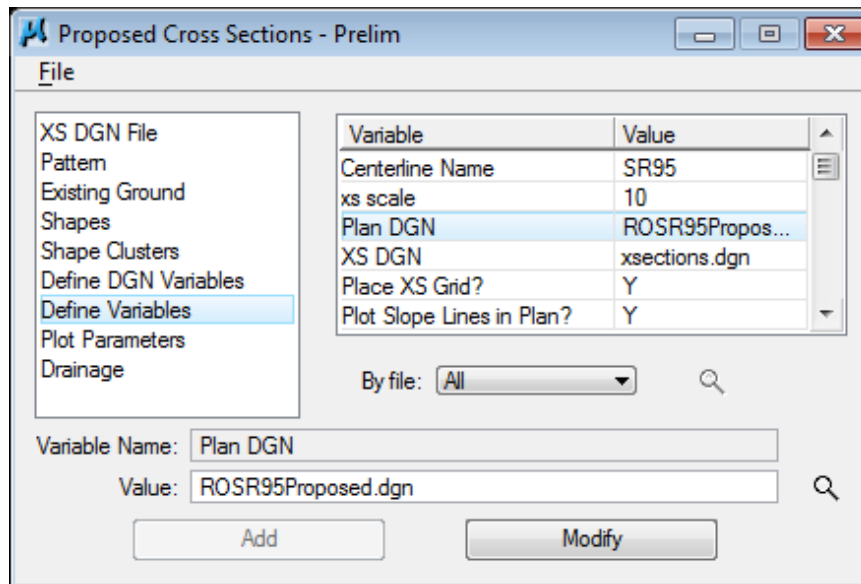 Proposed Cross Sections - Prelim
File
XS DGN File
Pattern
Existing Ground
Shapes
Shape Clusters
Define DGN Variables
Define Variables
Plot Parameters
Drainage
Variable Value
Centerline Name SR95
xs scale 10
Plan DGN ROSR95Propos...
XS DGN xsections.dgn
Place XS Grid? Y
Plot Slope Lines in Plan? Y
By file: All
Variable Name: Plan DGN
Value: ROSR95Proposed.dgn
Add Modify